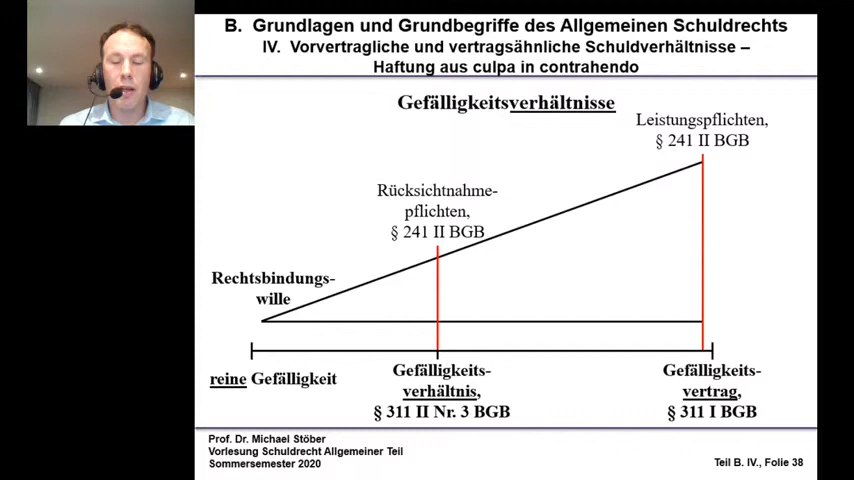 B. Grundlagen und Grundbegriffe des Allgemeinen Schuldrechts
IV. Vorvertragliche und vertragsähnliche Schuldverhältnisse –
Haftung aus culpa in contrahendo
Gefälligkeitsverhältnisse
Leistungspflichten,
§ 241 II BGB
Rücksichtnahme-
pflichten,
§ 241 II BGB
Rechtsbindungs-
wille
reine Gefälligkeit
Gefälligkeits-
verhältnis,
§ 311 II Nr. 3 BGB
Gefälligkeits-
vertrag,
§ 311 I BGB
Prof. Dr. Michael Stöber
Vorlesung Schuldrecht Allgemeiner Teil
Sommersemester 2020
Teil B. IV., Folie 38